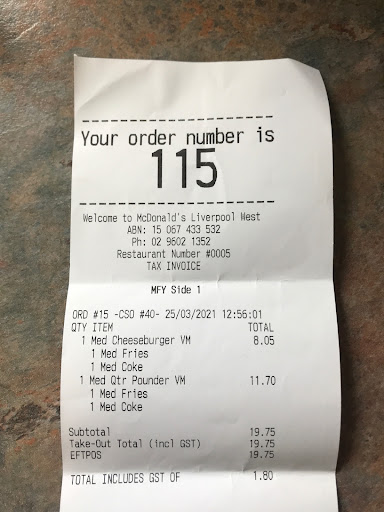 Your order number is
115
Welcome to McDonald's Liverpool West
ABN: 15 067 433 532
Ph: 02 9602 1352
Restaurant Number #0005
TAX INVOICE
MFY Side 1
ORD #15 -CSO #40- 25/03/2021 12:56:01
QTY ITEM TOTAL
1 Med Cheeseburger VM 8.05
1 Med Fries
1 Med Coke
1 Med Qtr Pounder VM 11.70
1 Med Fries
1 Med Coke
Subtotal 19.75
Take-Out Total (incl GST) 19.75
EFTPOS 19.75
TOTAL INCLUDES GST OF 1.80